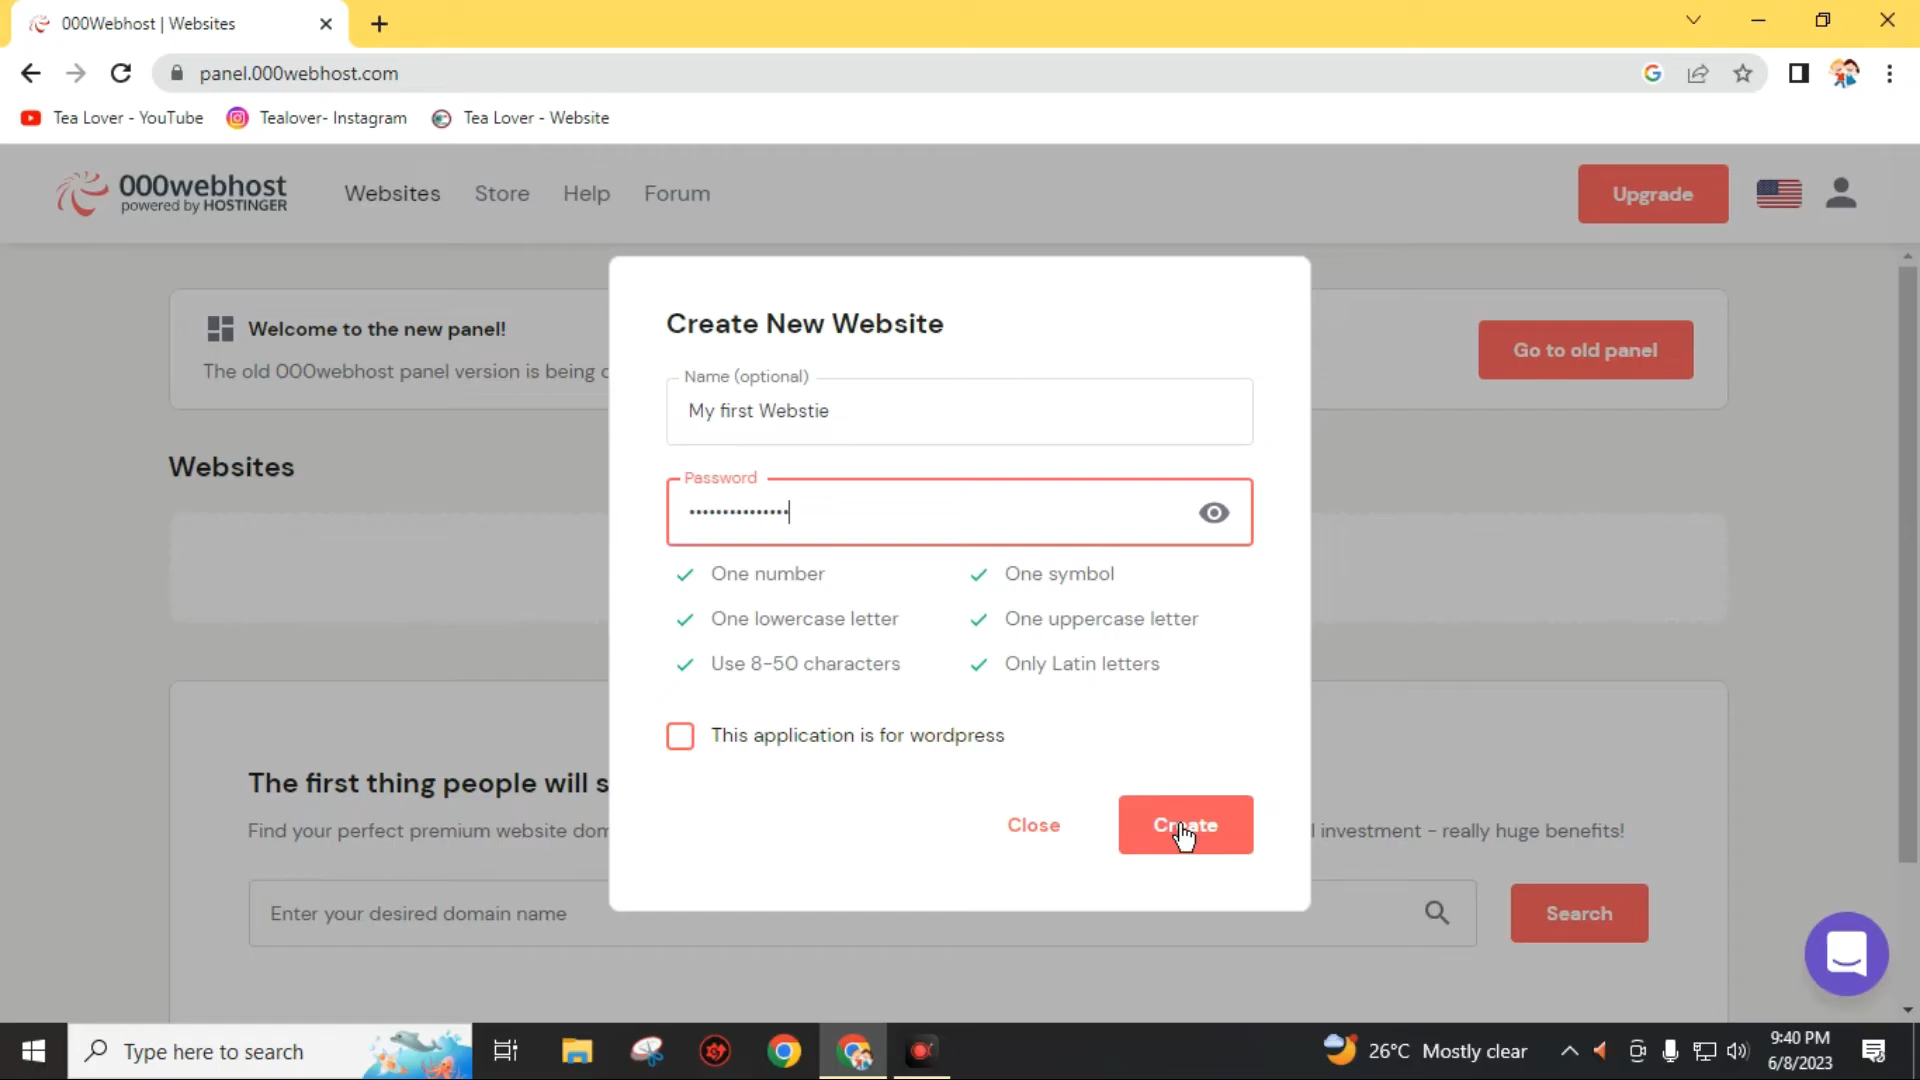 000Webhost | Websites
panel.000webhost.com
Tea Lover - YouTube
Tealover- Instagram
Tea Lover - Website
000webhost
powered by HOSTINGER
Websites
Store
Help
Forum
Upgrade
Welcome to the new panel!
The old 000webhost panel version is being
Go to old panel
Websites
Create New Website
Name (optional)
My first Webstie
Password
One number
One symbol
One lowercase letter
One uppercase letter
Use 8-50 characters
Only Latin letters
This application is for wordpress
Close
Create
The first thing people will s
Find your perfect premium website dom
l investment - really huge benefits!
Enter your desired domain name
Search
Type here to search
26°C Mostly clear
9:40 PM
6/8/2023